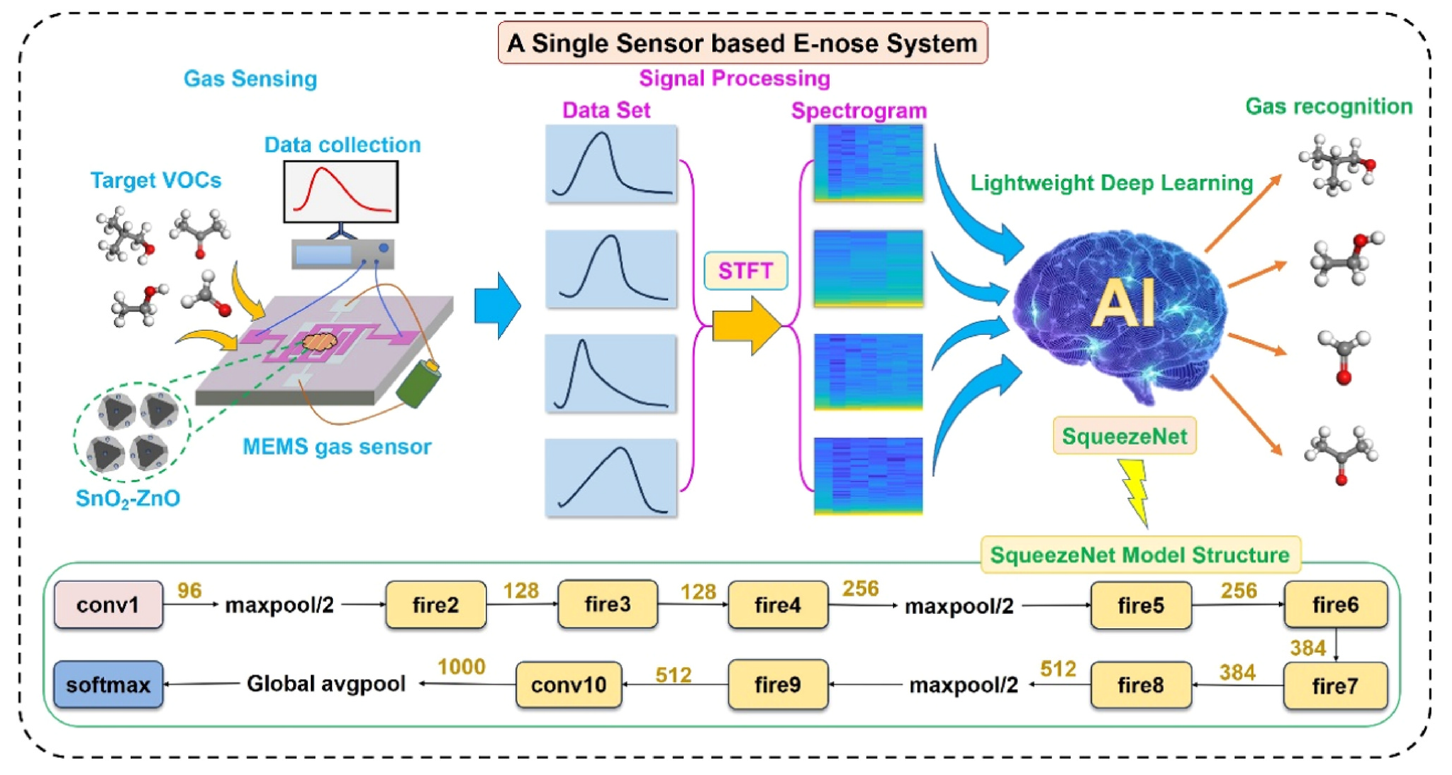 A Single Sensor based E-nose System
Gas Sensing
Signal Processing
Data Set
Spectrogram
Gas recognition
Data collection
Target VOCs
Lightweight Deep Learning
STFT
AI
MEMS gas sensor
SnO₂-ZnO
SqueezeNet
SqueezeNet Model Structure
conv1 96 maxpool/2 fire2 128 fire3 128 fire4 256 maxpool/2 fire5 256 fire6
384
softmax Global avgpool 1000 conv10 512 fire9 maxpool/2 512 fire8 384 fire7